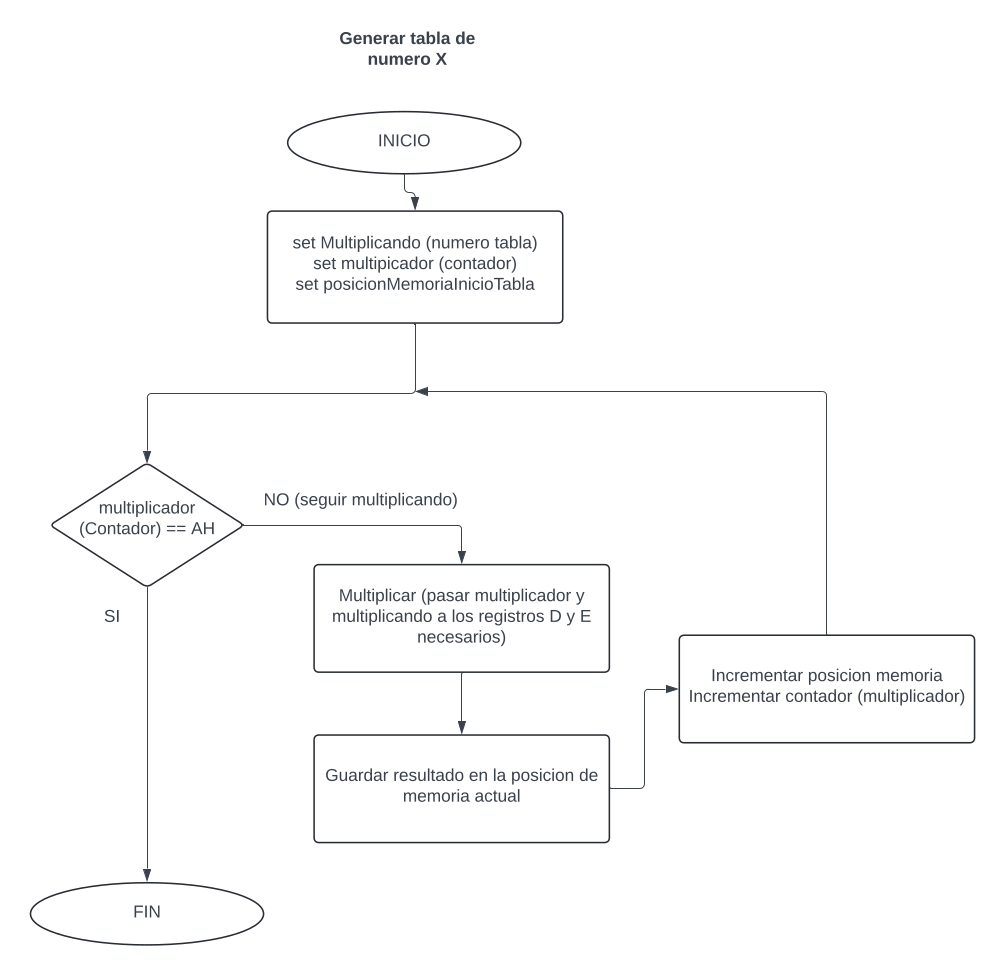 Generar tabla de
numero X
INICIO
set Multiplicando (numero tabla)
set multipicador (contador)
set posicionMemoriaInicioTabla
multiplicador
(Contador) == AH
NO (seguir multiplicando)
SI
Multiplicar (pasar multiplicador y
multiplicando a los registros D y E
necesarios)
Incrementar posicion memoria
Incrementar contador (multiplicador)
Guardar resultado en la posicion de
memoria actual
FIN